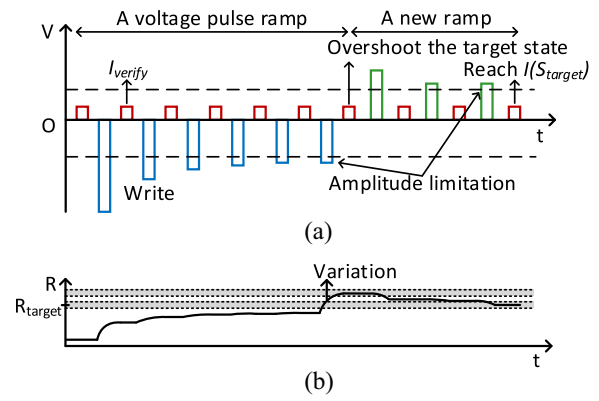 V
A voltage pulse ramp
A new ramp
Overshoot the target state
I_verify
Reach I(S_target)
O
t
Write
Amplitude limitation
(a)
Variation
R
R_target
t
(b)